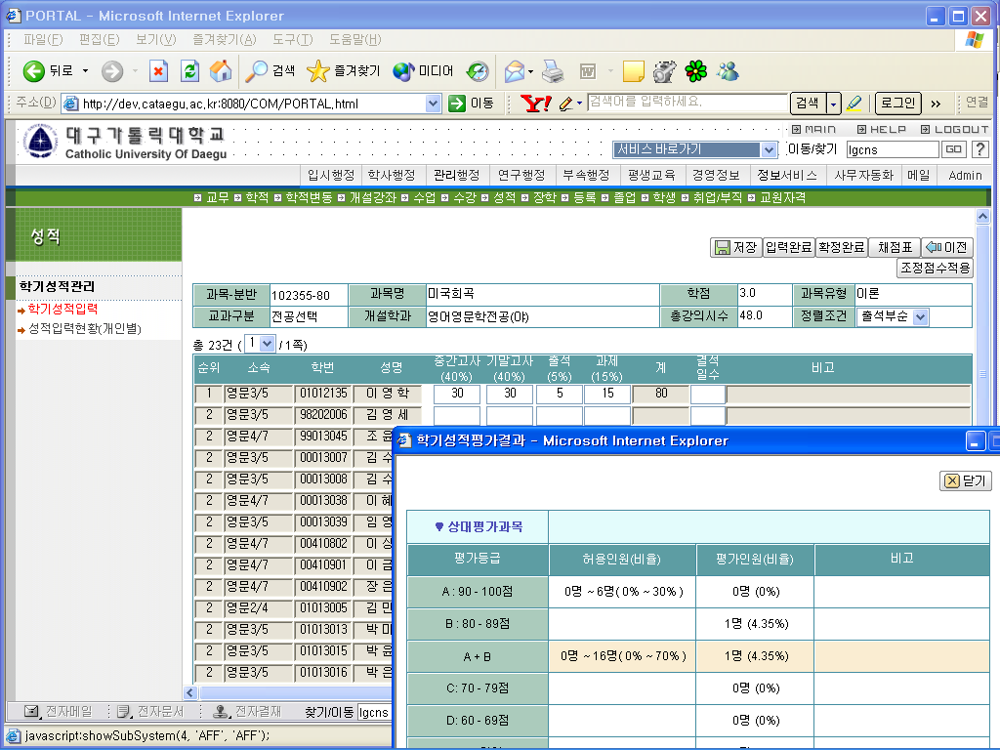 PORTAL - Microsoft Internet Explorer
파일(F) 편집(E) 보기(V) 즐겨찾기(A) 도구(T) 도움말(H)
뒤로 검색 즐겨찾기 미디어
주소(D) http://dev.cataegu.ac.kr:8080/COM/PORTAL.html 이동 Y! 검색어를 입력하세요. 검색 로그인 » 연결
대구가톨릭대학교 MAIN HELP LOGOUT
Catholic University Of Daegu 서비스 바로가기 이동/찾기 lgcns GO ?
입시행정 학사행정 관리행정 연구행정 부속행정 평생교육 경영정보 정보서비스 사무자동화 메일 Admin
교무 학적 학적변동 개설강좌 수업 수강 성적 장학 등록 졸업 학생 취업/부직 교원자격
성적
저장 입력완료 확정완료 채점표 이전
조정점수적용
학기성적관리
학기성적입력
성적입력현황(개인별)
과목-분반 102355-80 과목명 미국희곡 학점 3.0 과목유형 이론
교과구분 전공선택 개설학과 영어영문학전공(야) 총강의시수 48.0 정렬조건 출석부순
총 23건 ( 1 / 1쪽)
순위 소속 학번 성명 중간고사 (40%) 기말고사 (40%) 출석 (5%) 과제 (15%) 계 결석일수 비고
1 영문3/5 01012135 이 영 학 30 30 5 15 80
2 영문3/5 98202006 김 영 세
2 영문4/7 99013045 조 윤
2 영문3/5 00013007 김 수
2 영문3/5 00013008 김 수
2 영문4/7 00013038 이 혜
2 영문3/5 00013039 임 영
2 영문4/7 00410802 이 상
2 영문4/7 00410901 이 금
2 영문4/7 00410902 장 은
2 영문2/4 01013005 김 민
2 영문3/5 01013013 박 미
2 영문3/5 01013015 박 윤
2 영문3/5 01013016 박 은
학기성적평가결과 - Microsoft Internet Explorer
닫기
상대평가과목
평가등급 허용인원(비율) 평가인원(비율) 비고
A : 90 - 100점 0명 ~ 6명( 0% ~ 30% ) 0명 (0%)
B : 80 - 89점 1명 (4.35%)
A + B 0명 ~ 16명( 0% ~ 70% ) 1명 (4.35%)
C: 70 - 79점 0명 (0%)
D: 60 - 69점 0명 (0%)
전자메일 전자문서 전자결재 찾기/이동 lgcns
javascript:showSubSystem(4, 'AFF', 'AFF');